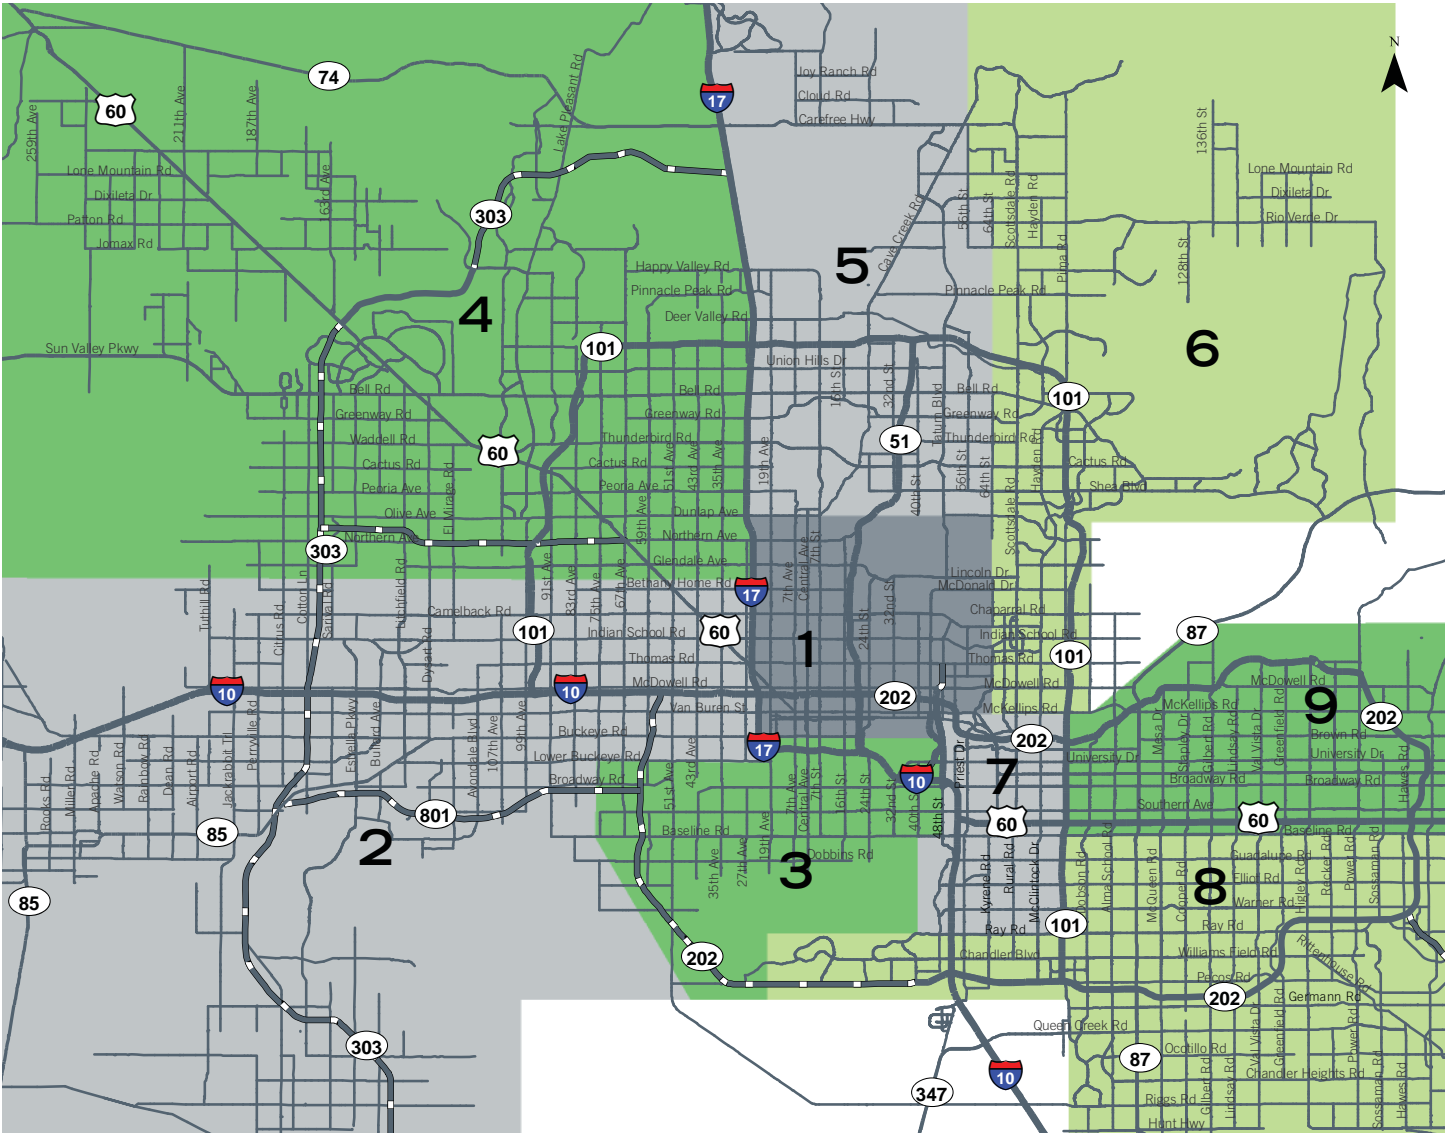 N
74
60
17
Joy Ranch Rd
Cloud Rd
Carefree Hwy
259th Ave
211th Ave
187th Ave
Lake Pleasant Rd
136th St
Lone Mountain Rd
Dixileta Dr
Patton Rd
Jomax Rd
163rd Ave
303
Cave Creek Rd
56th St
64th St
Scottsdale Rd
Hayden Rd
Pima Rd
128th St
Lone Mountain Rd
Dixileta Dr
Rio Verde Dr
4
5
6
Happy Valley Rd
Pinnacle Peak Rd
Deer Valley Rd
Pinnacle Peak Rd
Sun Valley Pkwy
101
Union Hills Dr
Bell Rd
Greenway Rd
Waddell Rd
Cactus Rd
Peoria Ave
Olive Ave
Northern Ave
El Mirage Rd
60
Bell Rd
Greenway Rd
Thunderbird Rd
Cactus Rd
Peoria Ave
Dunlap Ave
Northern Ave
Glendale Ave
Bethany Home Rd
59th Ave
51st Ave
43rd Ave
35th Ave
19th Ave
16th St
32nd St
51
40th St
Tatum Blvd
Bell Rd
Greenway Rd
Thunderbird Rd
56th St
64th St
Scottsdale Rd
Hayden Rd
101
Cactus Rd
Shea Blvd
303
Tuthill Rd
Citrus Rd
Cotton Ln
Sarival Rd
Litchfield Rd
Dysart Rd
Camelback Rd
101
91st Ave
83rd Ave
75th Ave
67th Ave
Indian School Rd
Thomas Rd
McDowell Rd
Van Buren St
60
17
7th Ave
Central Ave
7th St
24th St
32nd St
1
Lincoln Dr
McDonald Dr
Chaparral Rd
Indian School Rd
Thomas Rd
McDowell Rd
McKellips Rd
101
87
10
10
202
17
10
202
Perryville Rd
Estrella Pkwy
Bullard Ave
Avondale Blvd
107th Ave
99th Ave
Buckeye Rd
Lower Buckeye Rd
Broadway Rd
Rooks Rd
Miller Rd
Apache Rd
Watson Rd
Rainbow Rd
Dean Rd
Airport Rd
Jackrabbit Trl
85
801
2
85
51st Ave
43rd Ave
Baseline Rd
35th Ave
27th Ave
19th Ave
7th Ave
Central Ave
7th St
16th St
24th St
32nd St
40th St
48th St
Dobbins Rd
3
Priest Dr
7
60
Kyrene Rd
Rural Rd
McClintock Dr
Ray Rd
Chandler Blvd
101
202
University Dr
Mesa Dr
Stapley Dr
Gilbert Rd
Lindsay Rd
Val Vista Dr
Greenfield Rd
McDowell Rd
McKellips Rd
9
202
Brown Rd
University Dr
Broadway Rd
Broadway Rd
Southern Ave
60
Baseline Rd
Hawes Rd
Dobson Rd
Alma School Rd
McQueen Rd
Cooper Rd
8
Guadalupe Rd
Elliot Rd
Warner Rd
Ray Rd
Williams Field Rd
Pecos Rd
Germann Rd
Higley Rd
Recker Rd
Power Rd
Sossaman Rd
Rittenhouse Rd
202
Queen Creek Rd
87
Ocotillo Rd
Chandler Heights Rd
Riggs Rd
Hunt Hwy
Gilbert Rd
Lindsay Rd
Val Vista Dr
Greenfield Rd
Power Rd
Sossaman Rd
Hawes Rd
303
347
10